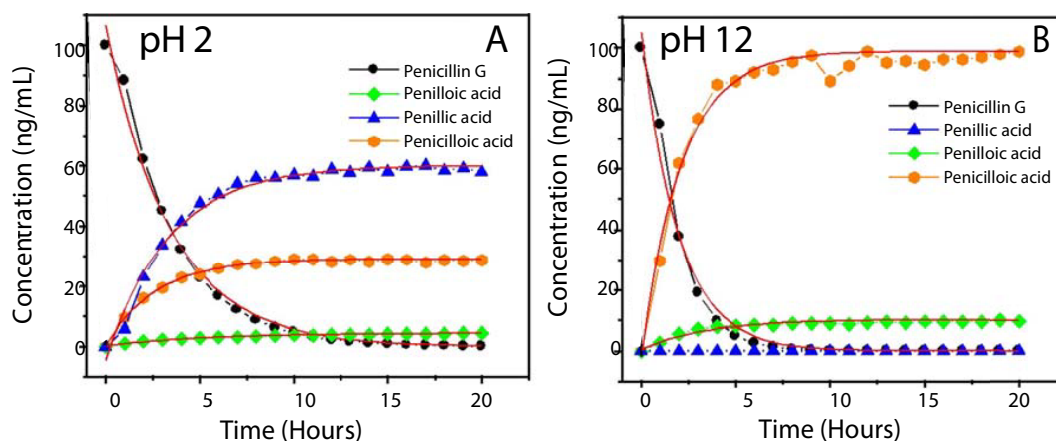 pH 2
A
Penicillin G
Penilloic acid
Penillic acid
Penicilloic acid
Concentration (ng/mL)
100
80
60
40
20
0
0 5 10 15 20
Time (Hours)
pH 12
B
Penicillin G
Penillic acid
Penilloic acid
Penicilloic acid
Concentration (ng/mL)
100
80
60
40
20
0
0 5 10 15 20
Time (Hours)